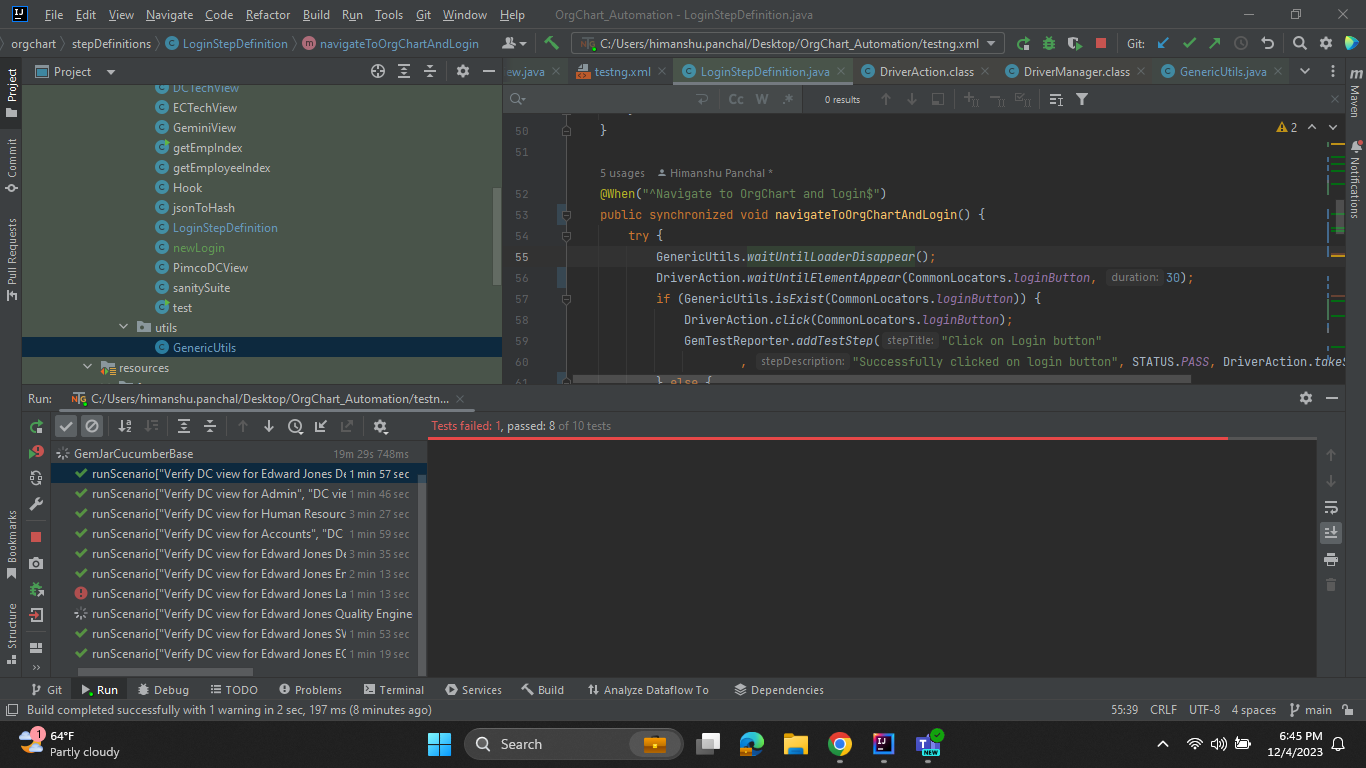 File Edit View Navigate Code Refactor Build Run Tools Git Window Help OrgChart_Automation - LoginStepDefinition.java
orgchart stepDefinitions LoginStepDefinition navigateToOrgChartAndLogin C:/Users/himanshu.panchal/Desktop/OrgChart_Automation/testng.xml Git:
Project
Commit
Pull Requests
Bookmarks
Structure
Project
DCTechView
ECTechView
GeminiView
getEmpIndex
getEmployeeIndex
Hook
jsonToHash
LoginStepDefinition
newLogin
PimcoDCView
sanitySuite
test
utils
GenericUtils
resources
ew.java testng.xml LoginStepDefinition.java DriverAction.class DriverManager.class GenericUtils.java
Cc W .* 0 results
2
50 }
51
5 usages Himanshu Panchal *
52 @When("^Navigate to OrgChart and login$")
53 public synchronized void navigateToOrgChartAndLogin() {
54 try {
55 GenericUtils.waitUntilLoaderDisappear();
56 DriverAction.waitUntilElementAppear(CommonLocators.loginButton, duration: 30);
57 if (GenericUtils.isExist(CommonLocators.loginButton)) {
58 DriverAction.click(CommonLocators.loginButton);
59 GemTestReporter.addTestStep( stepTitle: "Click on Login button"
60 , stepDescription: "Successfully clicked on login button", STATUS.PASS, DriverAction.takeS
61 } else {
m Maven
Notifications
Run: C:/Users/himanshu.panchal/Desktop/OrgChart_Automation/testn...
Tests failed: 1, passed: 8 of 10 tests
GemJarCucumberBase 19m 29s 748ms
runScenario["Verify DC view for Edward Jones De 1 min 57 sec
runScenario["Verify DC view for Admin", "DC vie 1 min 46 sec
runScenario["Verify DC view for Human Resourc 3 min 27 sec
runScenario["Verify DC view for Accounts", "DC 1 min 59 sec
runScenario["Verify DC view for Edward Jones De 3 min 35 sec
runScenario["Verify DC view for Edward Jones En 2 min 13 sec
runScenario["Verify DC view for Edward Jones La 1 min 13 sec
runScenario["Verify DC view for Edward Jones Quality Engine
runScenario["Verify DC view for Edward Jones SV 1 min 53 sec
runScenario["Verify DC view for Edward Jones EC 1 min 19 sec
Git Run Debug TODO Problems Terminal Services Build Analyze Dataflow To Dependencies
Build completed successfully with 1 warning in 2 sec, 197 ms (8 minutes ago) 55:39 CRLF UTF-8 4 spaces main
1 64°F
Partly cloudy
Search
NEW
6:45 PM
12/4/2023